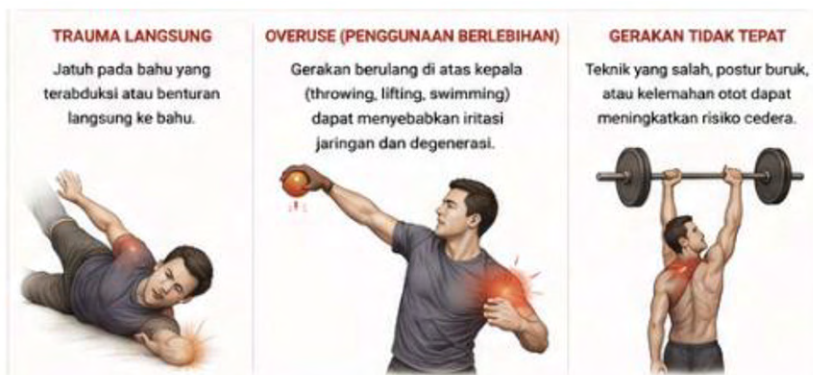 TRAUMA LANGSUNG
Jatuh pada bahu yang
terabduksi atau benturan
langsung ke bahu.
OVERUSE (PENGGUNAAN BERLEBIHAN)
Gerakan berulang di atas kepala
(throwing, lifting, swimming)
dapat menyebabkan iritasi
jaringan dan degenerasi.
GERAKAN TIDAK TEPAT
Teknik yang salah, postur buruk,
atau kelemahan otot dapat
meningkatkan risiko cedera.